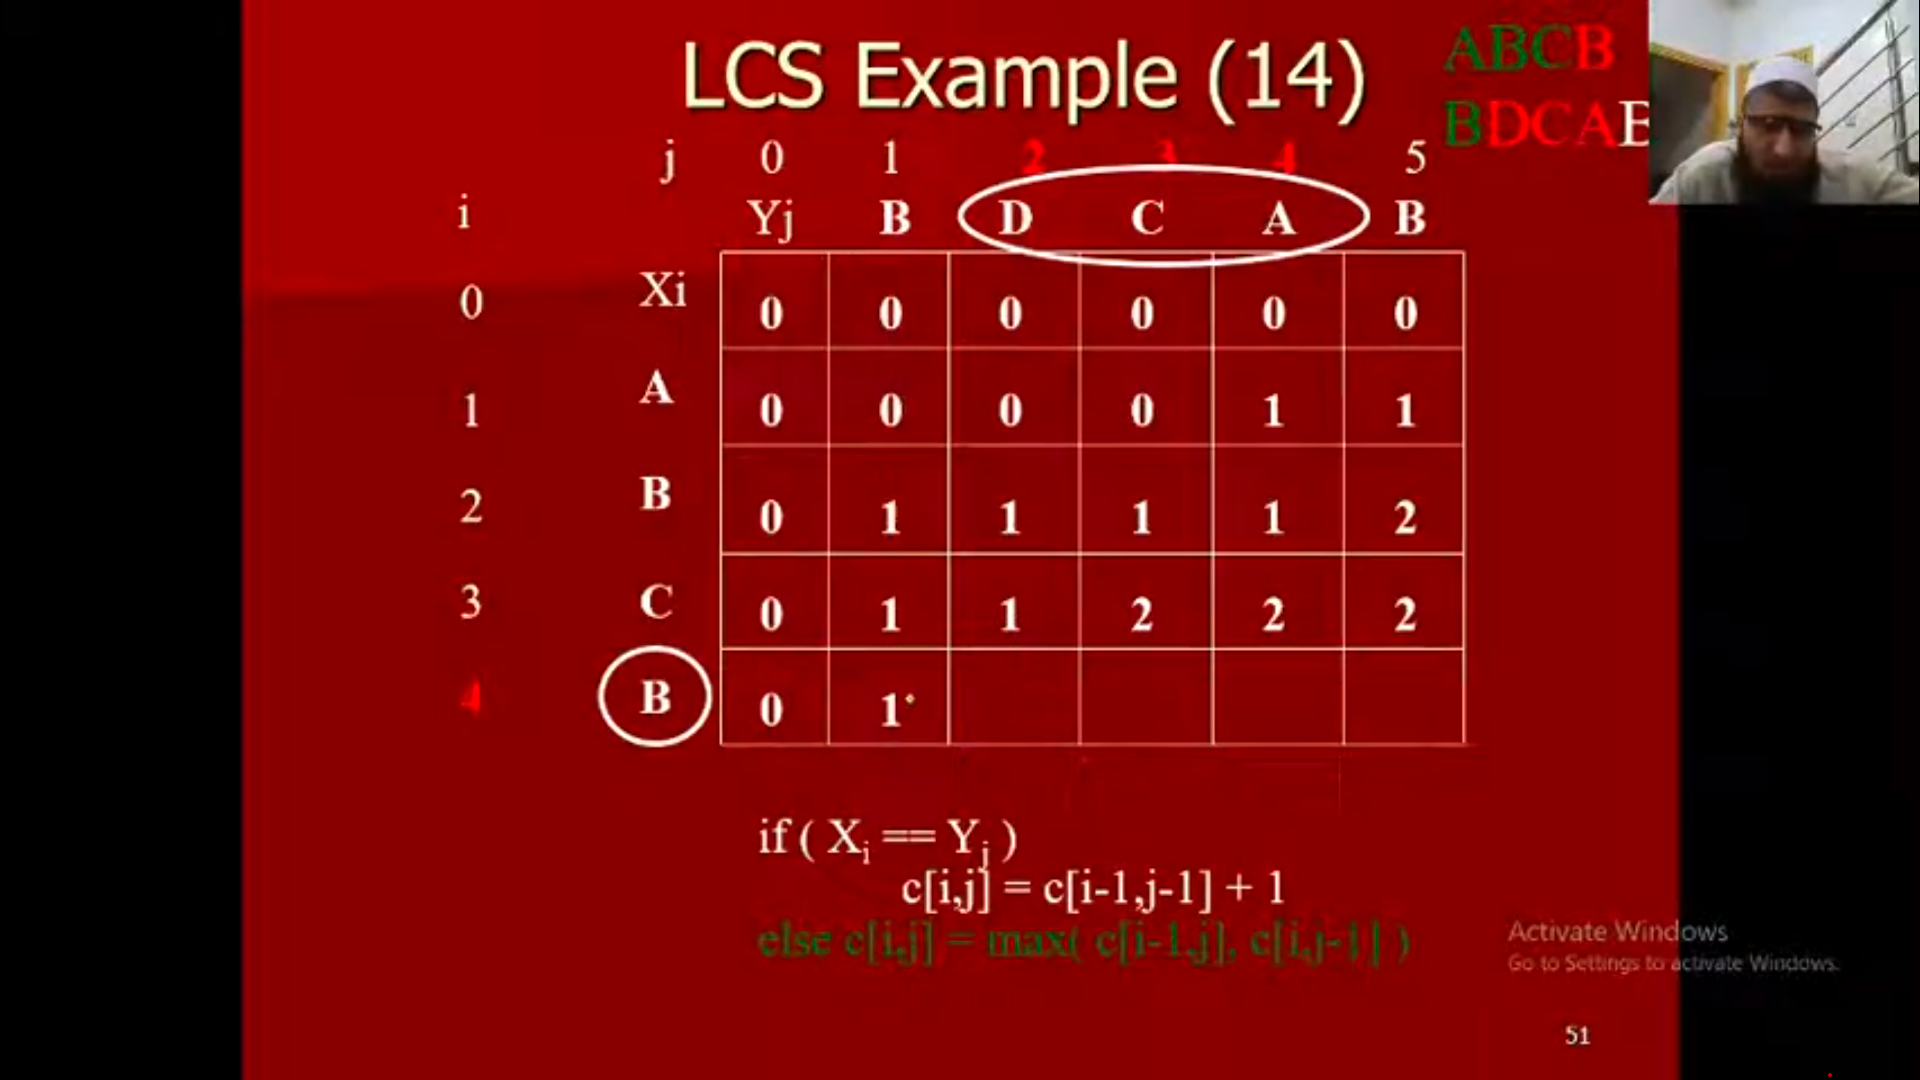 LCS Example (14)
ABCB
BDCAB
j 0 1 2 3 4 5
i Yj B D C A B
0 Xi 0 0 0 0 0 0
1 A 0 0 0 0 1 1
2 B 0 1 1 1 1 2
3 C 0 1 1 2 2 2
4 B 0 1
if ( Xi == Yj )
c[i,j] = c[i-1,j-1] + 1
else c[i,j] = max( c[i-1,j], c[i,j-1] )
Activate Windows
Go to Settings to activate Windows.
51